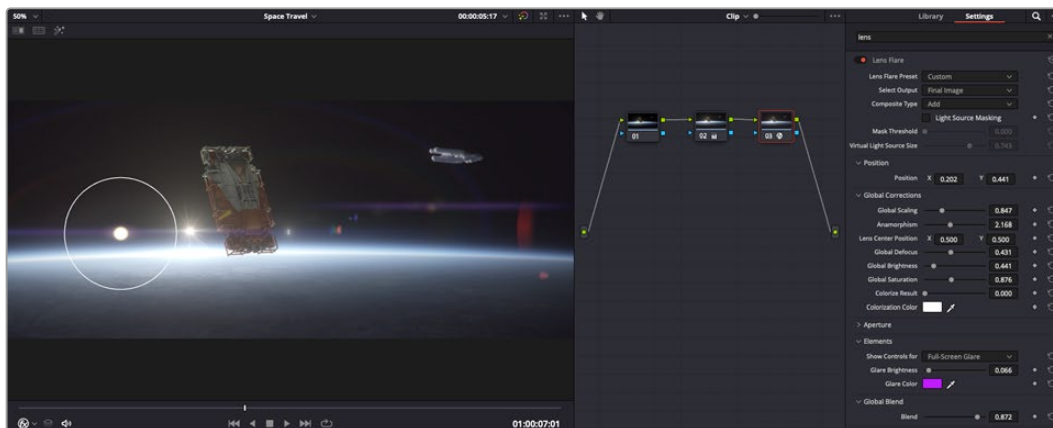 50%
Space Travel
00:00:05:17
Clip
Library
Settings
lens
Lens Flare
Lens Flare Preset
Custom
Select Output
Final Image
Composite Type
Add
Light Source Masking
Mask Threshold
0.000
Virtual Light Source Size
0.743
Position
Position X 0.202 Y 0.441
Global Corrections
Global Scaling
0.847
Anamorphism
2.168
Lens Center Position X 0.500 Y 0.500
Global Defocus
0.431
Global Brightness
0.441
Global Saturation
0.876
Colorize Result
0.000
Colorization Color
Aperture
Elements
Show Controls for
Full-Screen Glare
Glare Brightness
0.066
Glare Color
Global Blend
Blend
0.872
01
02
03
01:00:07:01